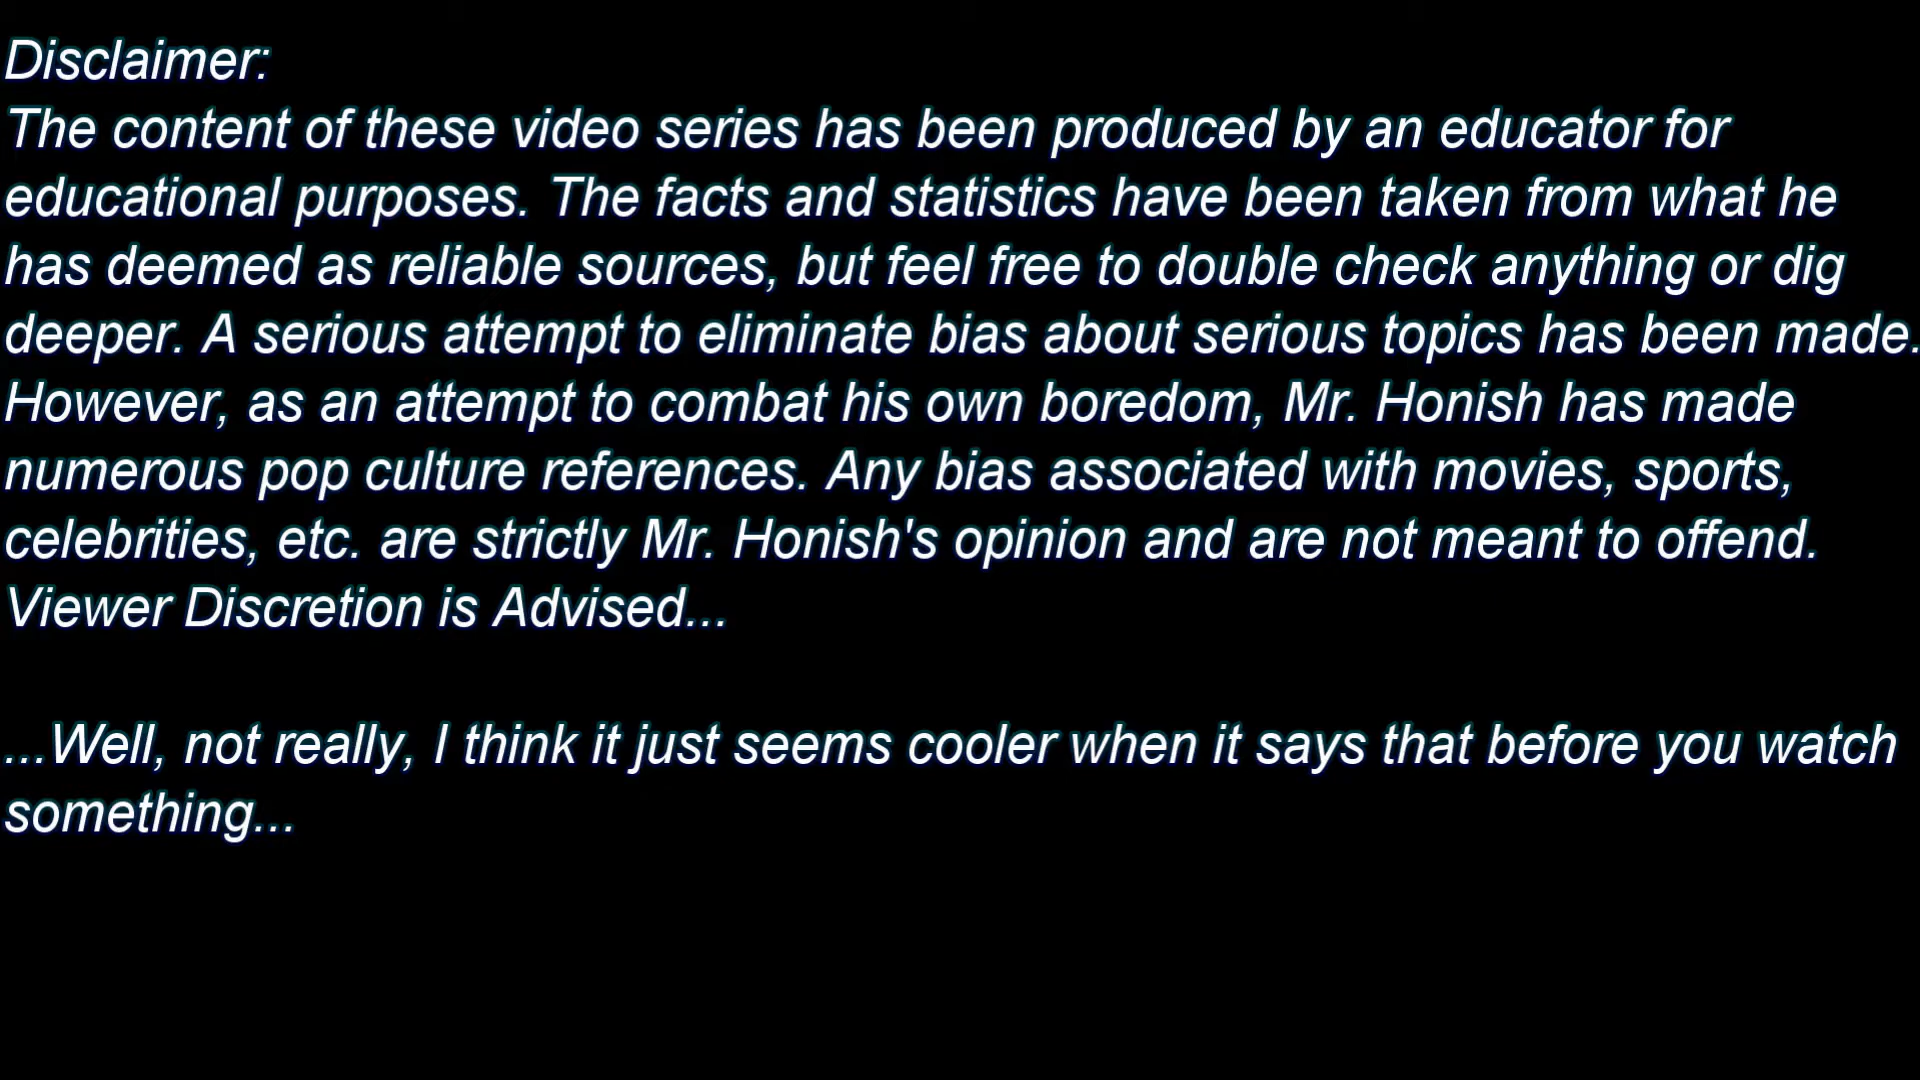 Disclaimer:
The content of these video series has been produced by an educator for
educational purposes. The facts and statistics have been taken from what he
has deemed as reliable sources, but feel free to double check anything or dig
deeper. A serious attempt to eliminate bias about serious topics has been made.
However, as an attempt to combat his own boredom, Mr. Honish has made
numerous pop culture references. Any bias associated with movies, sports,
celebrities, etc. are strictly Mr. Honish's opinion and are not meant to offend.
Viewer Discretion is Advised...
...Well, not really, I think it just seems cooler when it says that before you watch
something...